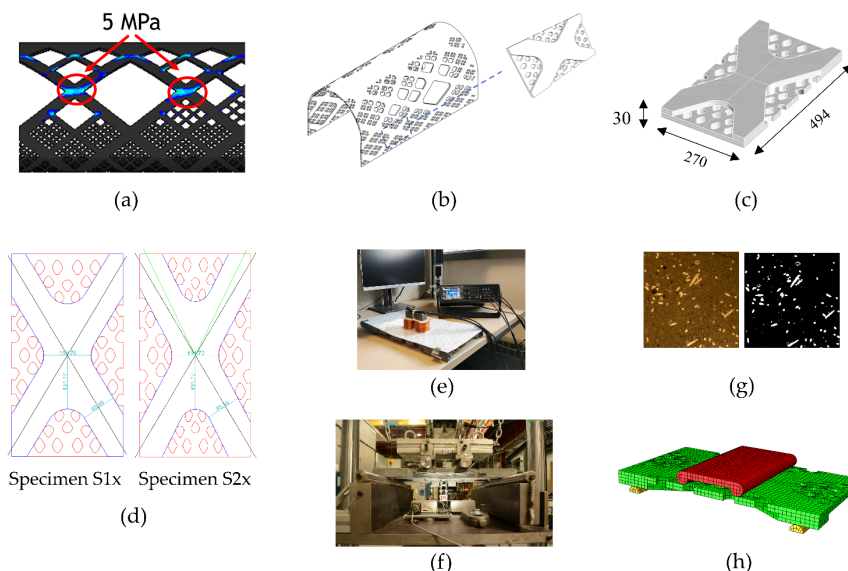 5 MPa
(a)
(b)
30
270
494
(c)
Specimen S1x
Specimen S2x
(d)
(e)
(f)
(g)
(h)